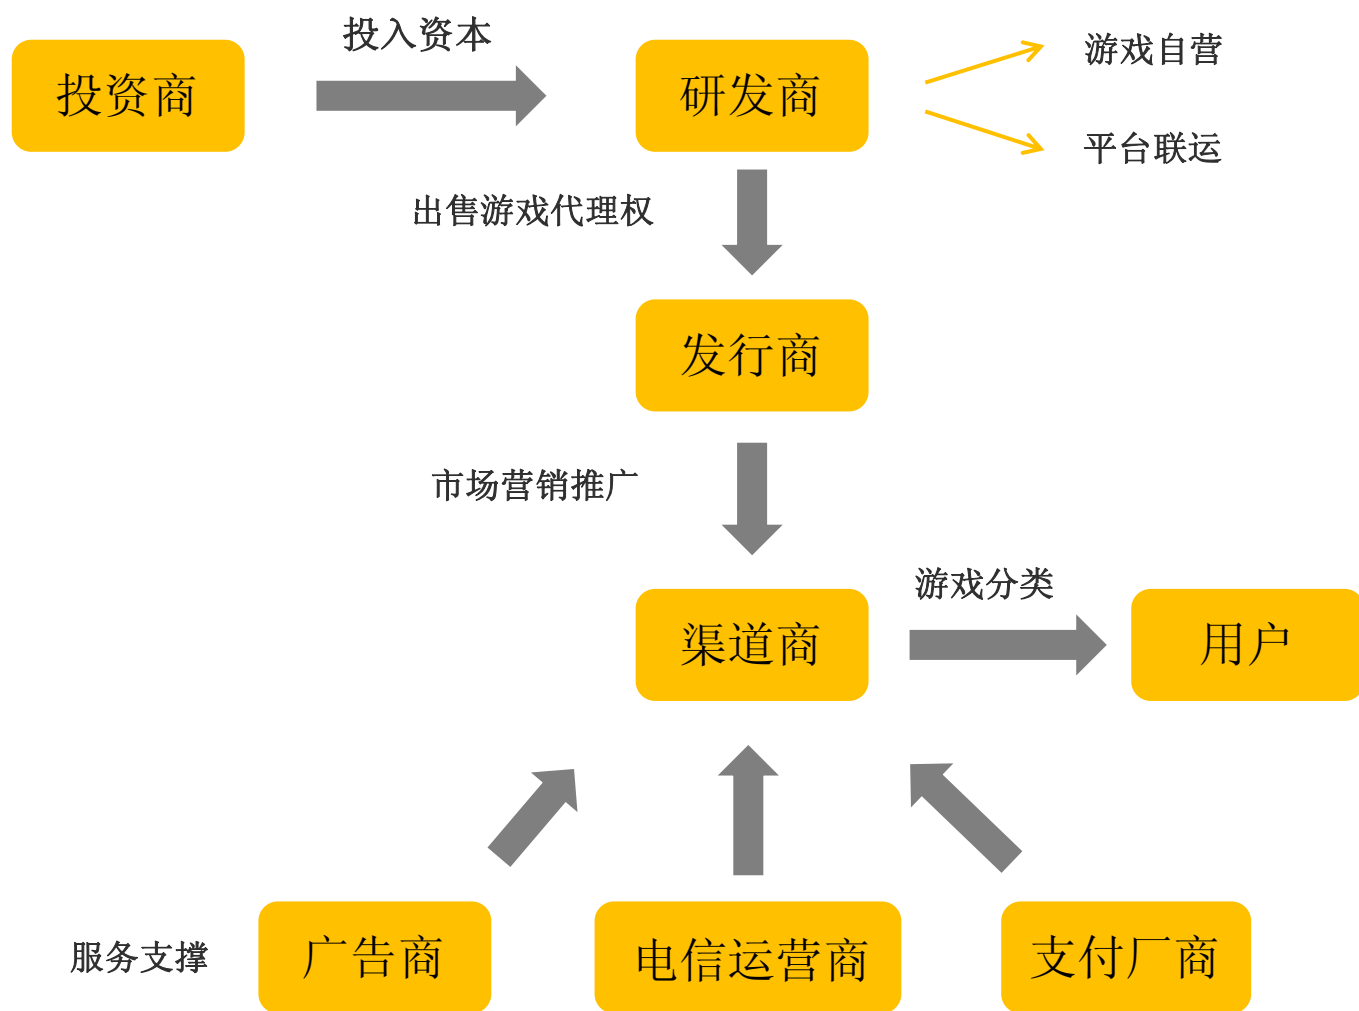 投入资本
投资商
研发商
游戏自营
平台联运
出售游戏代理权
发行商
市场营销推广
渠道商
游戏分类
用户
服务支撑
广告商
电信运营商
支付厂商